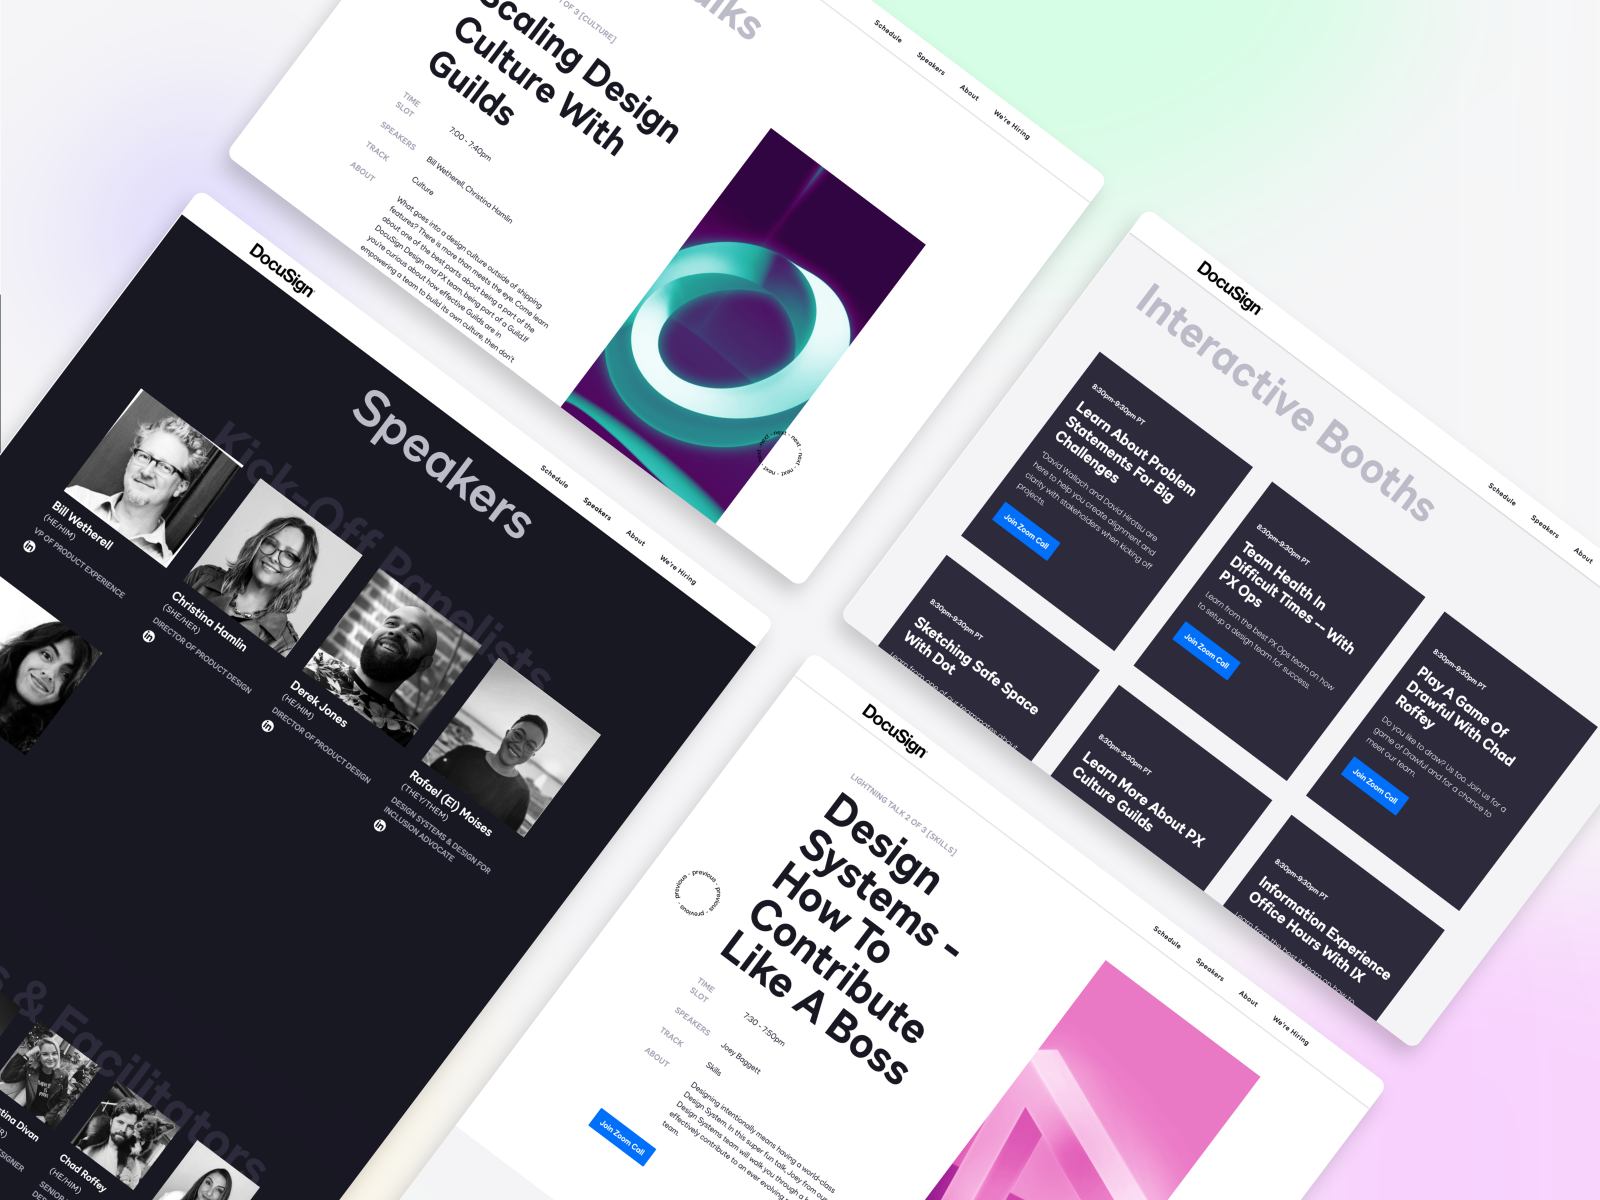 Talks
OF 3 [CULTURE]
Scaling Design
Culture With
Guilds
TIME
SLOT
7:00 - 7:40pm
SPEAKERS
Bill Wetherell, Christina Hamlin
TRACK
Culture
ABOUT
What goes into a design culture outside of shipping
features? There is more than meets the eye. Come learn
about one of the best parts about being a part of the
DocuSign Design and PX team, being part of a Guild.If
you're curious about how effective Guilds are in
empowering a team to build its own culture, then don't
Schedule
Speakers
About
We're Hiring
next - next - next - next - next - next -
DocuSign
Schedule
Speakers
About
We're Hiring
Speakers
Kick-Off Panelists
Bill Wetherell
(HE/HIM)
VP OF PRODUCT EXPERIENCE
in
Christina Hamlin
(SHE/HER)
DIRECTOR OF PRODUCT DESIGN
in
Derek Jones
(HE/HIM)
DIRECTOR OF PRODUCT DESIGN
in
Rafael (El) Moises
(THEY/THEM)
DESIGN SYSTEMS & DESIGN FOR
INCLUSION ADVOCATE
in
s & Facilitators
tina Divan
SIGNER
Chad Roffey
(HE/HIM)
SENIOR
DocuSign
Schedule
Speakers
About
Interactive Booths
8:30pm-9:30pm PT
Learn About Problem
Statements For Big
Challenges
"David Wallach and David Hirotsu are
here to help you create alignment and
clarity with stakeholders when kicking off
projects.
Join Zoom Call
8:30pm-9:30pm PT
Team Health In
Difficult Times -- With
PX Ops
Learn from the best PX Ops team on how
to setup a design team for success.
Join Zoom Call
8:30pm-9:30pm PT
Play A Game Of
Drawful With Chad
Roffey
Do you like to draw? Us too. Join us for a
game of Drawful and for a chance to
meet our team.
Join Zoom Call
8:30pm-9:30pm PT
Sketching Safe Space
With Dot
Learn from one of our teammates about
8:30pm-9:30pm PT
Learn More About PX
Culture Guilds
8:30pm-9:30pm PT
Information Experience
Office Hours With IX
Learn from the best IX team on how to
DocuSign
Schedule
Speakers
About
We're Hiring
previous - previous - previous - previous -
LIGHTNING TALK 2 OF 3 [SKILLS]
Design
Systems -
How To
Contribute
Like A Boss
TIME
SLOT
7:30 - 7:50pm
SPEAKERS
Joey Baggett
TRACK
Skills
ABOUT
Designing intentionally means having a world-class
Design System. In this super fun talk, Joey from our
Design Systems team will walk you through a
effectively contribute to an ever evolving
team.
Join Zoom Call